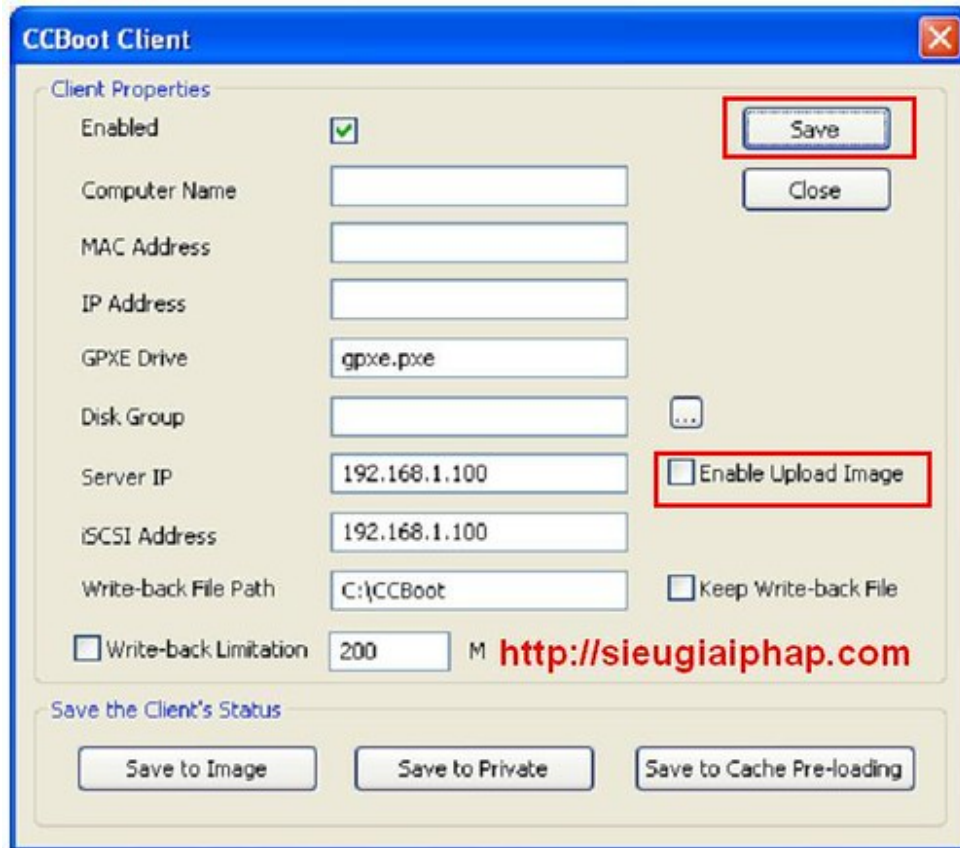 CCBoot Client
Client Properties
Enabled
Save
Computer Name
Close
MAC Address
IP Address
GPXE Drive gpxe.pxe
Disk Group ...
Server IP 192.168.1.100 Enable Upload Image
iSCSI Address 192.168.1.100
Write-back File Path C:\CCBoot Keep Write-back File
Write-back Limitation 200 M http://sieugiaiphap.com
Save the Client's Status
Save to Image Save to Private Save to Cache Pre-loading